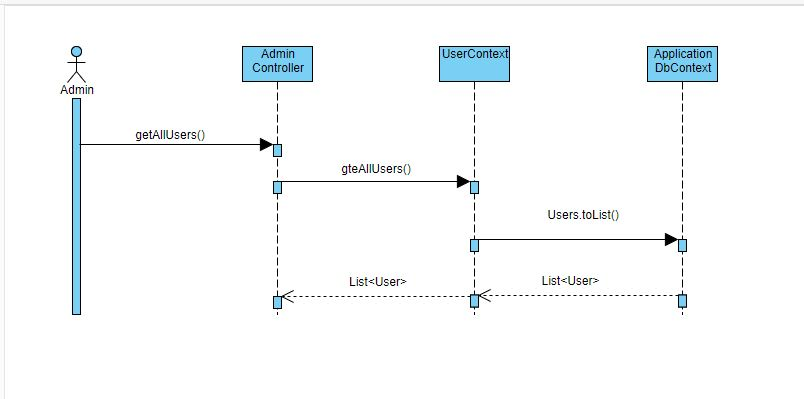 Admin
Controller
UserContext
Application
DbContext
Admin
getAllUsers()
gteAllUsers()
Users.toList()
List<User>
List<User>